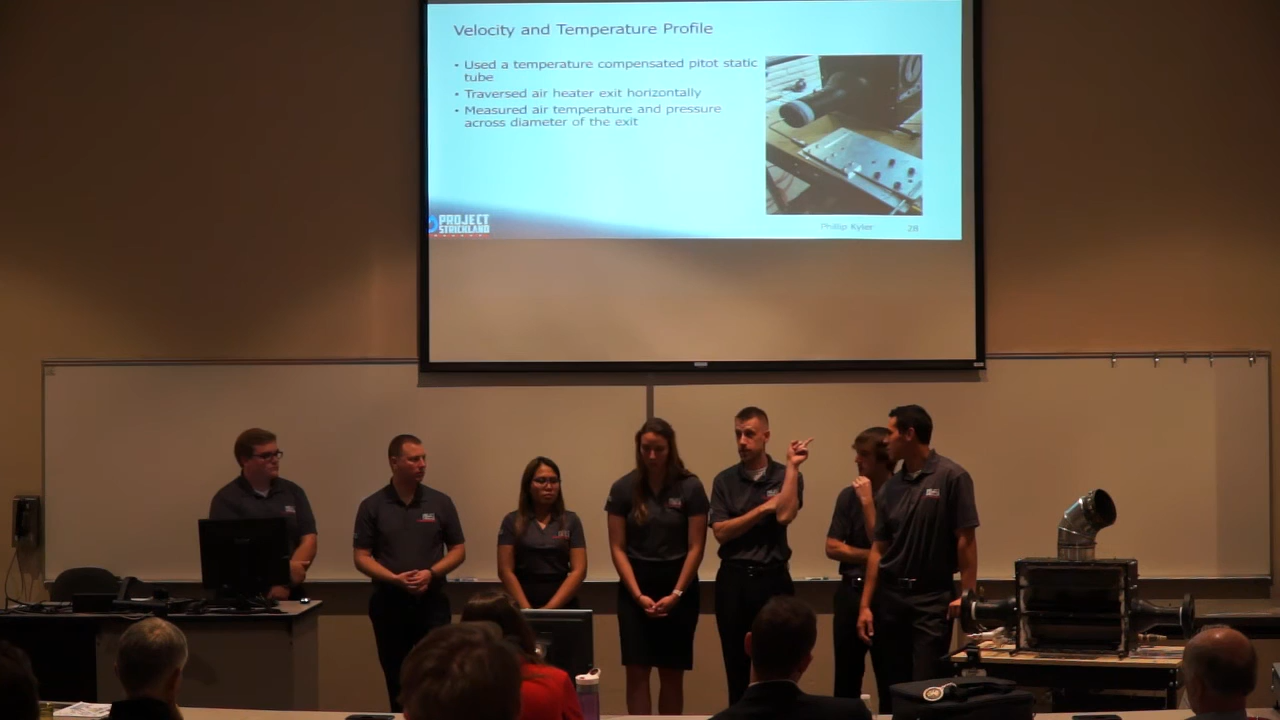 Velocity and Temperature Profile
• Used a temperature compensated pitot static
tube
• Traversed air heater exit horizontally
• Measured air temperature and pressure
across diameter of the exit
PROJECT
STRICKLAND
Phillip Kyler 28